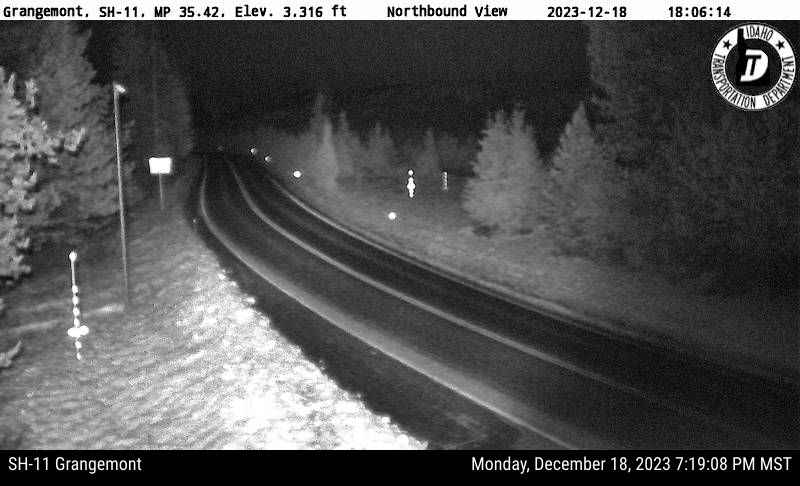 Grangemont, SH-11, MP 35.42, Elev. 3,316 ft Northbound View 2023-12-18 18:06:14
IDAHO
TRANSPORTATION DEPARTMENT
SH-11 Grangemont Monday, December 18, 2023 7:19:08 PM MST